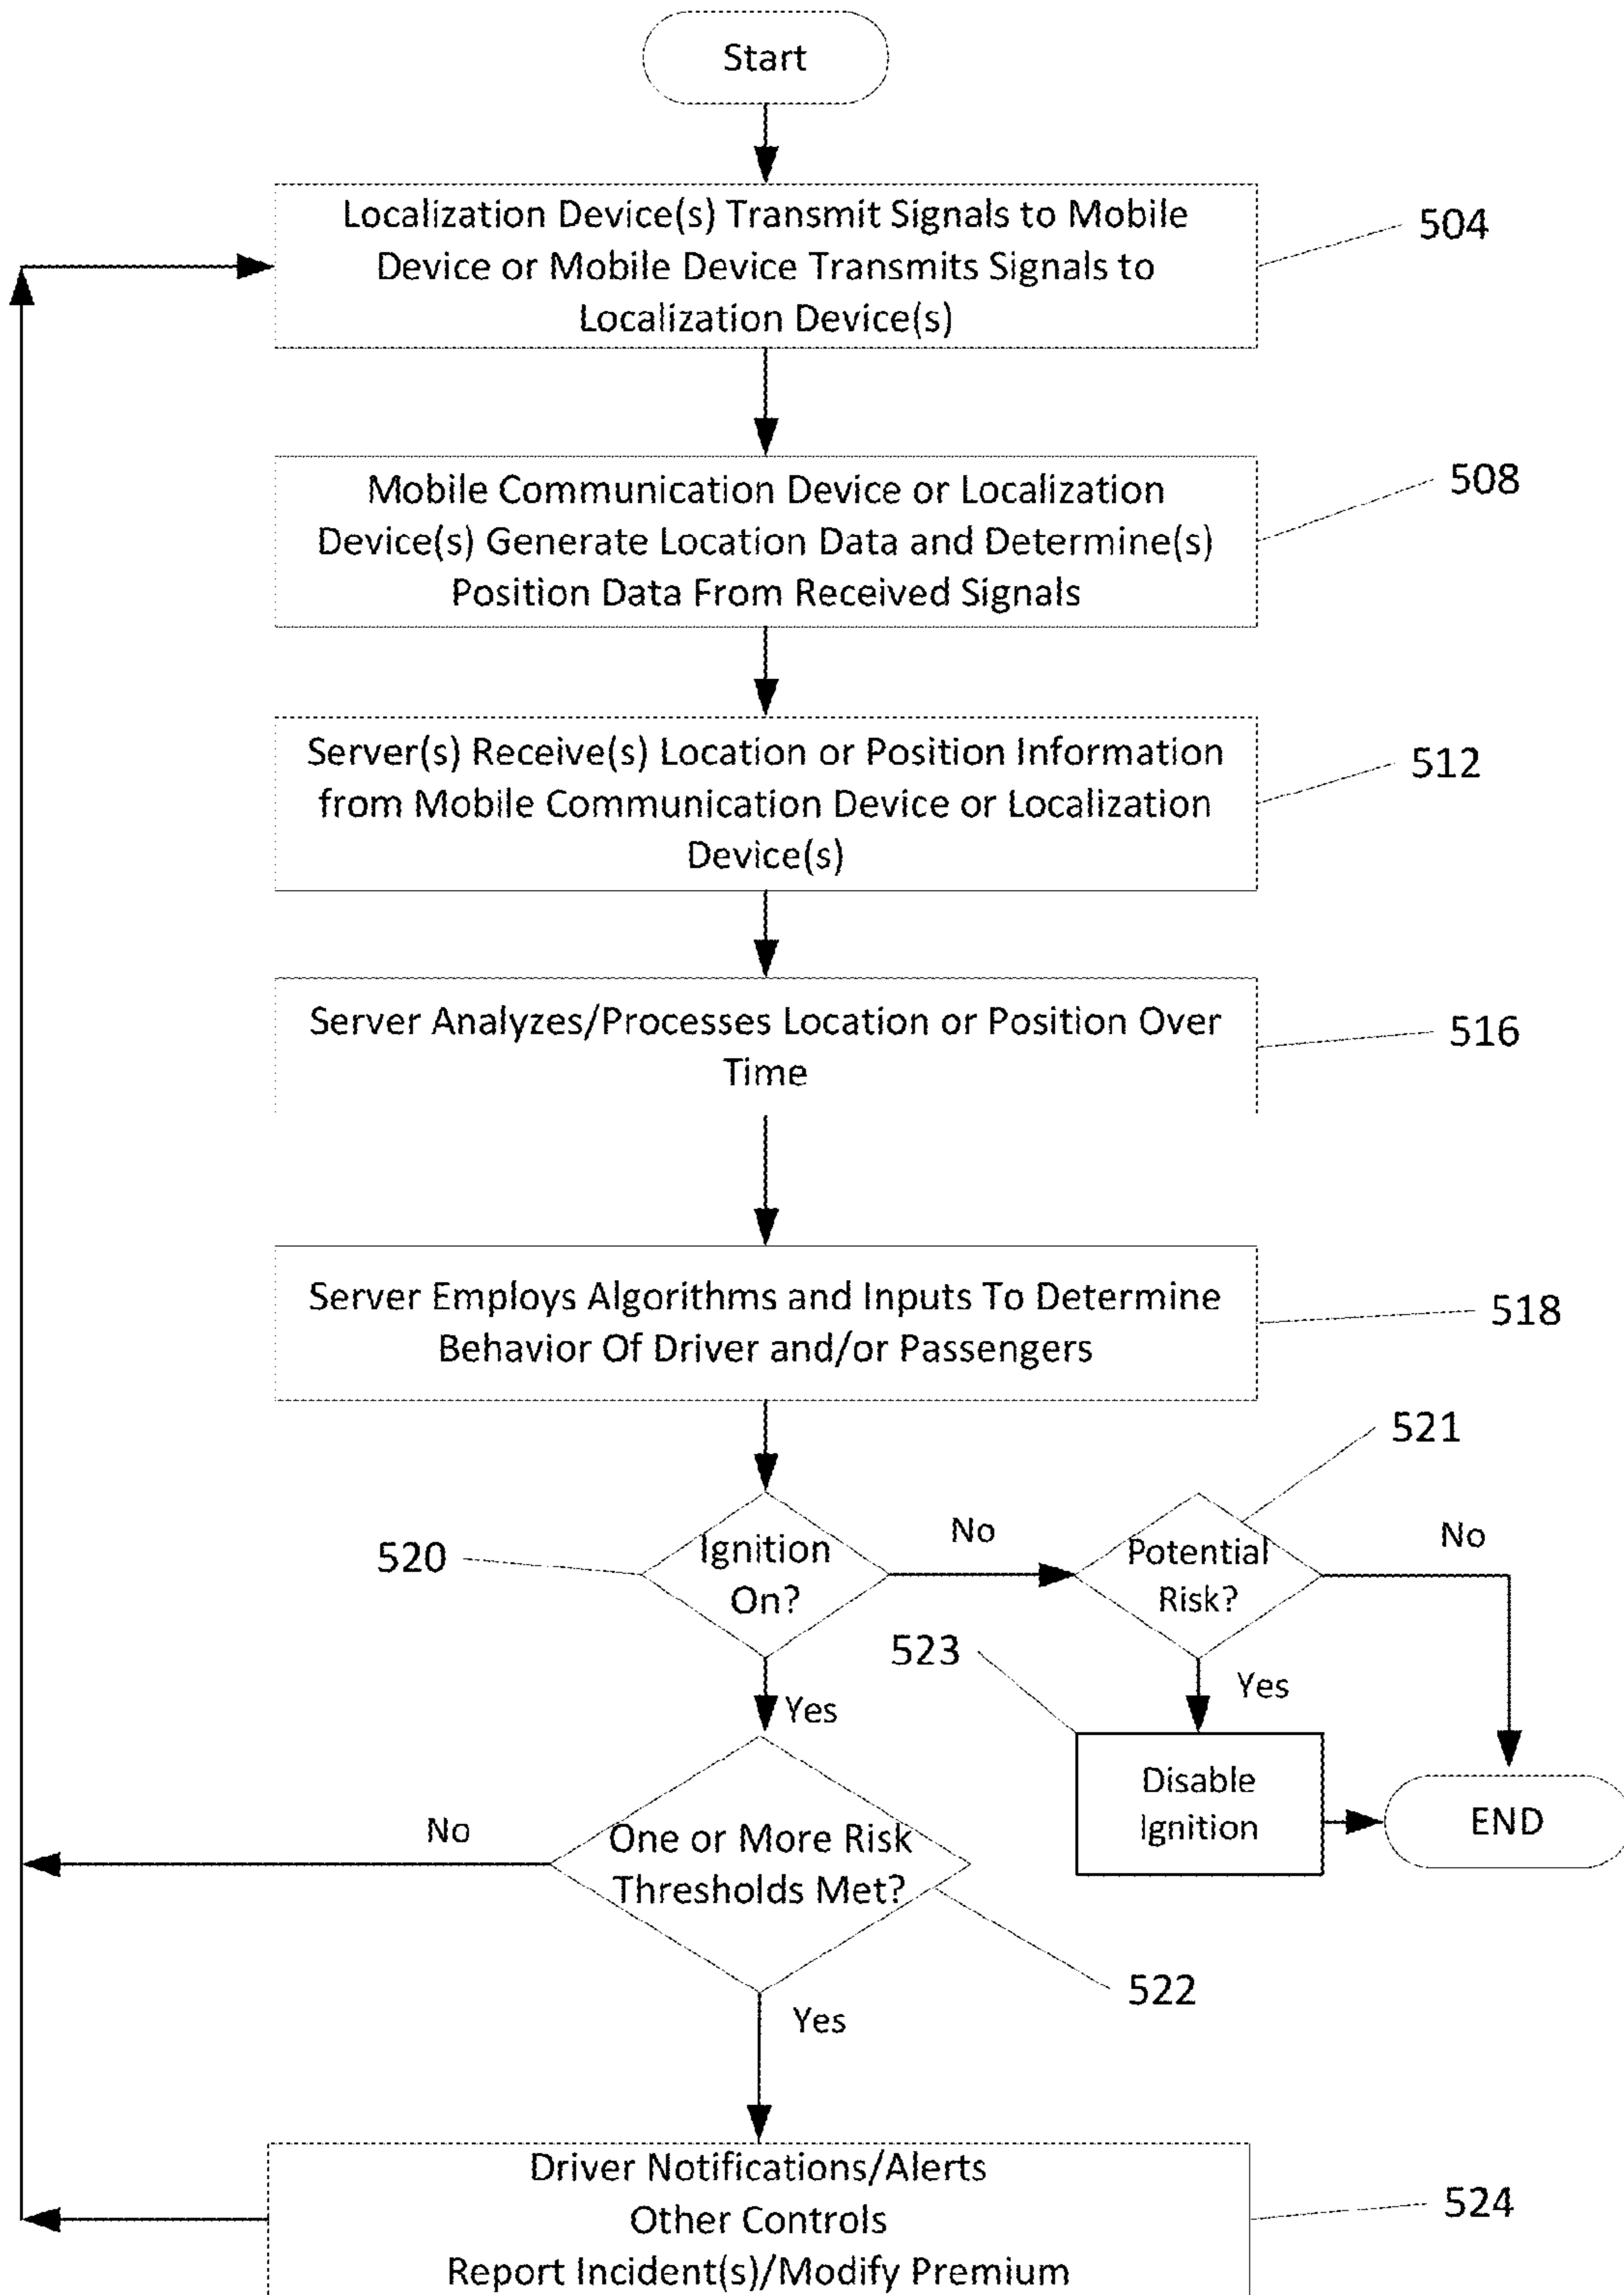 Start
Localization Device(s) Transmit Signals to Mobile
Device or Mobile Device Transmits Signals to
Localization Device(s)
504
Mobile Communication Device or Localization
Device(s) Generate Location Data and Determine(s)
Position Data From Received Signals
508
Server(s) Receive(s) Location or Position Information
from Mobile Communication Device or Localization
Device(s)
512
Server Analyzes/Processes Location or Position Over
Time
516
Server Employs Algorithms and Inputs To Determine
Behavior Of Driver and/or Passengers
518
520
Ignition
On?
No
521
Potential
Risk?
No
Yes
523
Yes
Disable
Ignition
END
No
One or More Risk
Thresholds Met?
522
Yes
Driver Notifications/Alerts
Other Controls
Report Incident(s)/Modify Premium
524